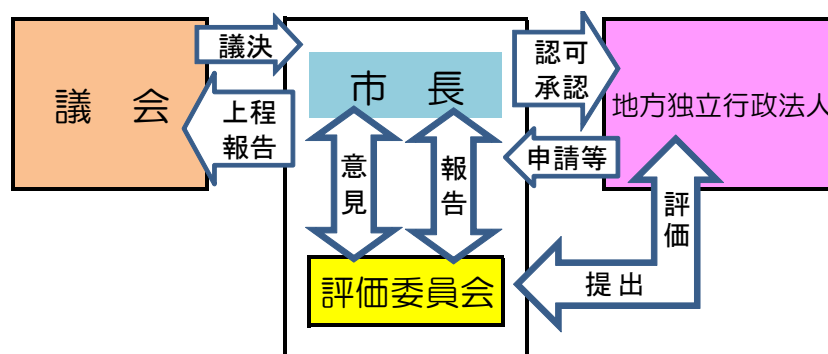 議会
議決
上程
報告
市長
意見
報告
評価委員会
認可
承認
申請等
地方独立行政法人
評価
提出